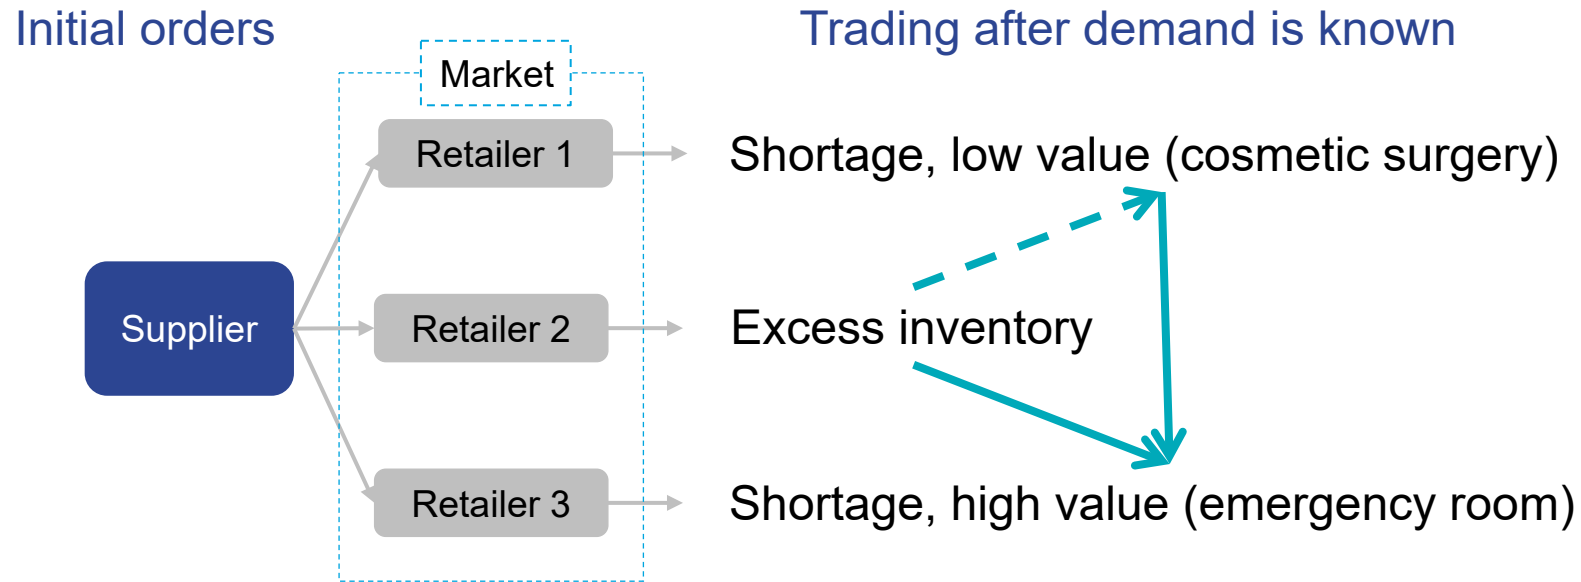 Initial orders
Trading after demand is known
Market
Retailer 1
Shortage, low value (cosmetic surgery)
Supplier
Retailer 2
Excess inventory
Retailer 3
Shortage, high value (emergency room)